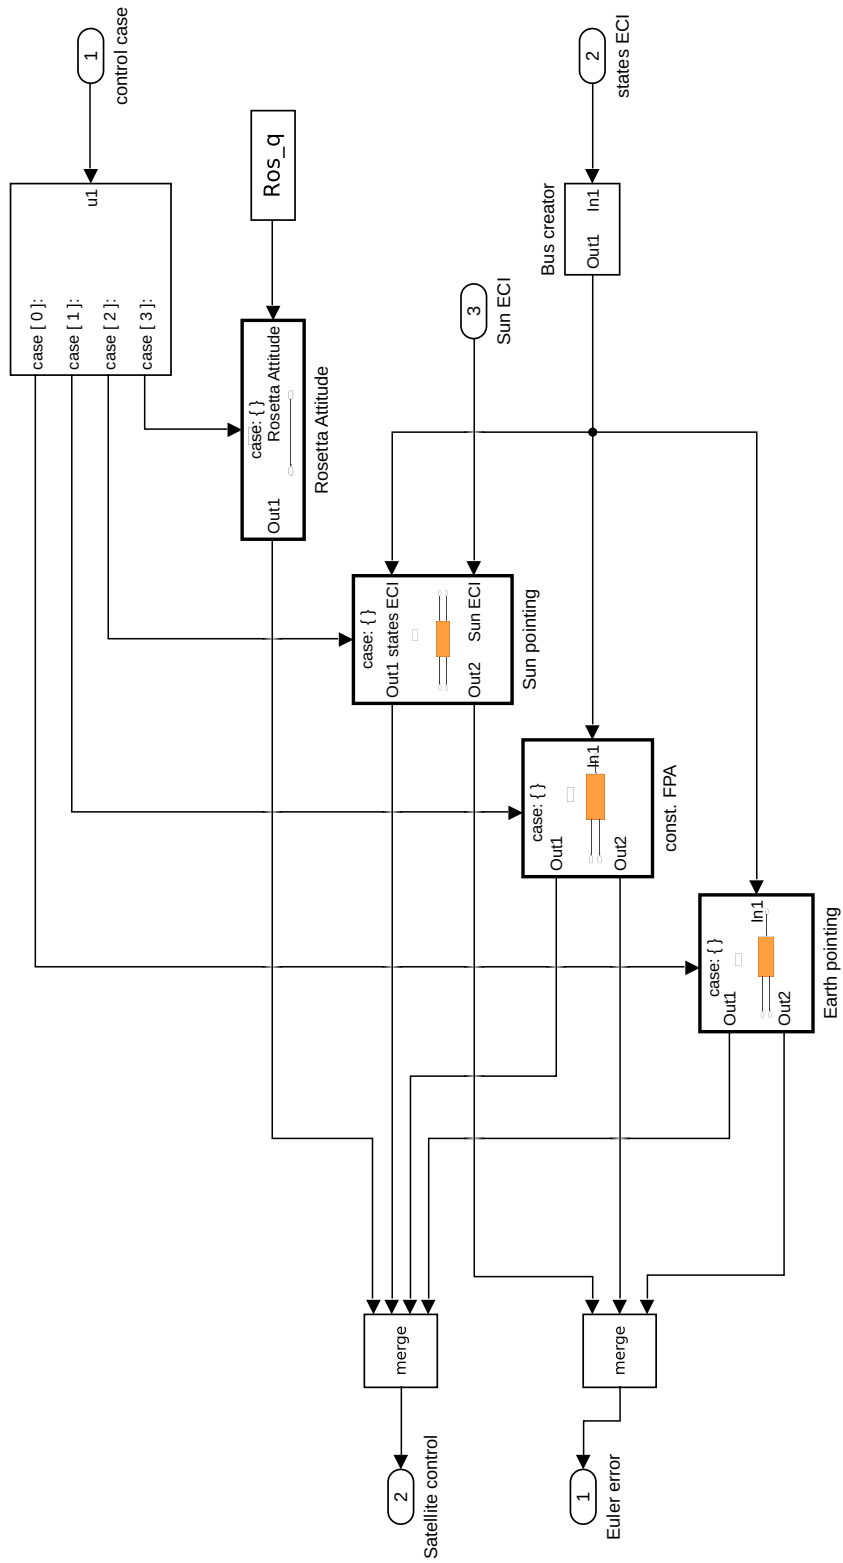 1
control case
u1
case [ 0 ]:
case [ 1 ]:
case [ 2 ]:
case [ 3 ]:
Ros_q
case: { }
Rosetta Attitude
Out1
Rosetta Attitude
3
Sun ECI
2
states ECI
In1
Out1
Bus creator
case: { }
states ECI
Sun ECI
Out1
Out2
Sun pointing
case: { }
In1
Out1
Out2
const. FPA
case: { }
In1
Out1
Out2
Earth pointing
merge
merge
2
Satellite control
1
Euler error